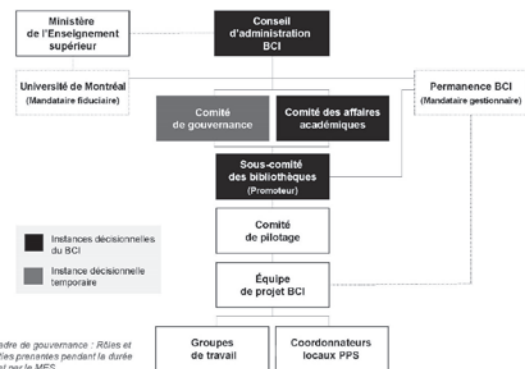 Ministère
de l'Enseignement
supérieur
Conseil
d'administration
BCI
Université de Montréal
(Mandataire fiduciaire)
Permanence BCI
(Mandataire gestionnaire)
Comité
de gouvernance
Comité des affaires
académiques
Sous-comité
des bibliothèques
(Promoteur)
Comité
de pilotage
Instances décisionnelles
du BCI
Instance décisionnelle
temporaire
Équipe
de projet BCI
Groupes
de travail
Coordonnateurs
locaux PPS
adre de gouvernance : Rôles et
ties prenantes pendant la durée
et par le MES